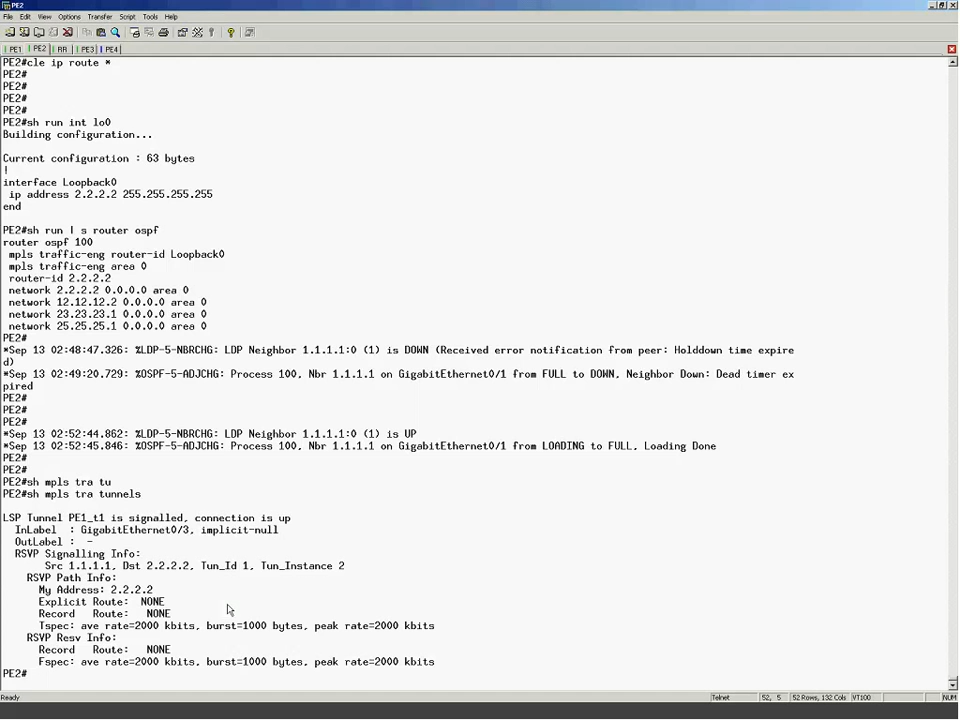 PE2
File Edit View Options Transfer Script Tools Help
PE1 PE2 RR PE3 PE4
PE2#cle ip route *
PE2#
PE2#
PE2#
PE2#
PE2#sh run int lo0
Building configuration...
Current configuration : 63 bytes
!
interface Loopback0
ip address 2.2.2.2 255.255.255.255
end
PE2#sh run | s router ospf
router ospf 100
mpls traffic-eng router-id Loopback0
mpls traffic-eng area 0
router-id 2.2.2.2
network 2.2.2.2 0.0.0.0 area 0
network 12.12.12.2 0.0.0.0 area 0
network 23.23.23.1 0.0.0.0 area 0
network 25.25.25.1 0.0.0.0 area 0
PE2#
*Sep 13 02:48:47.326: %LDP-5-NBRCHG: LDP Neighbor 1.1.1.1:0 (1) is DOWN (Received error notification from peer: Holddown time expire
d)
*Sep 13 02:49:20.729: %OSPF-5-ADJCHG: Process 100, Nbr 1.1.1.1 on GigabitEthernet0/1 from FULL to DOWN, Neighbor Down: Dead timer ex
pired
PE2#
PE2#
PE2#
*Sep 13 02:52:44.862: %LDP-5-NBRCHG: LDP Neighbor 1.1.1.1:0 (1) is UP
*Sep 13 02:52:45.846: %OSPF-5-ADJCHG: Process 100, Nbr 1.1.1.1 on GigabitEthernet0/1 from LOADING to FULL, Loading Done
PE2#
PE2#
PE2#sh mpls tra tu
PE2#sh mpls tra tunnels
LSP Tunnel PE1_t1 is signalled, connection is up
InLabel : GigabitEthernet0/3, implicit-null
OutLabel : -
RSVP Signalling Info:
Src 1.1.1.1, Dst 2.2.2.2, Tun_Id 1, Tun_Instance 2
RSVP Path Info:
My Address: 2.2.2.2
Explicit Route: NONE
Record Route: NONE
Tspec: ave rate=2000 kbits, burst=1000 bytes, peak rate=2000 kbits
RSVP Resv Info:
Record Route: NONE
Fspec: ave rate=2000 kbits, burst=1000 bytes, peak rate=2000 kbits
PE2#
Ready Telnet 52, 5 52 Rows, 132 Cols VT100 NUM